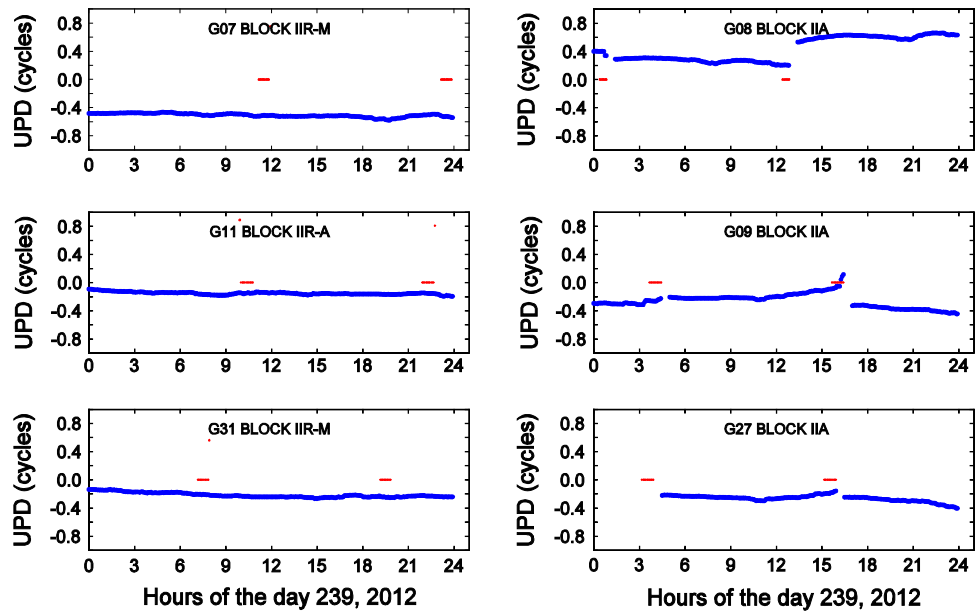 G07 BLOCK IIR-M
UPD (cycles)
0.8
0.4
0.0
-0.4
-0.8
0 3 6 9 12 15 18 21 24
G08 BLOCK IIA
UPD (cycles)
0.8
0.4
0.0
-0.4
-0.8
0 3 6 9 12 15 18 21 24
G11 BLOCK IIR-A
UPD (cycles)
0.8
0.4
0.0
-0.4
-0.8
0 3 6 9 12 15 18 21 24
G09 BLOCK IIA
UPD (cycles)
0.8
0.4
0.0
-0.4
-0.8
0 3 6 9 12 15 18 21 24
G31 BLOCK IIR-M
UPD (cycles)
0.8
0.4
0.0
-0.4
-0.8
0 3 6 9 12 15 18 21 24
Hours of the day 239, 2012
G27 BLOCK IIA
UPD (cycles)
0.8
0.4
0.0
-0.4
-0.8
0 3 6 9 12 15 18 21 24
Hours of the day 239, 2012